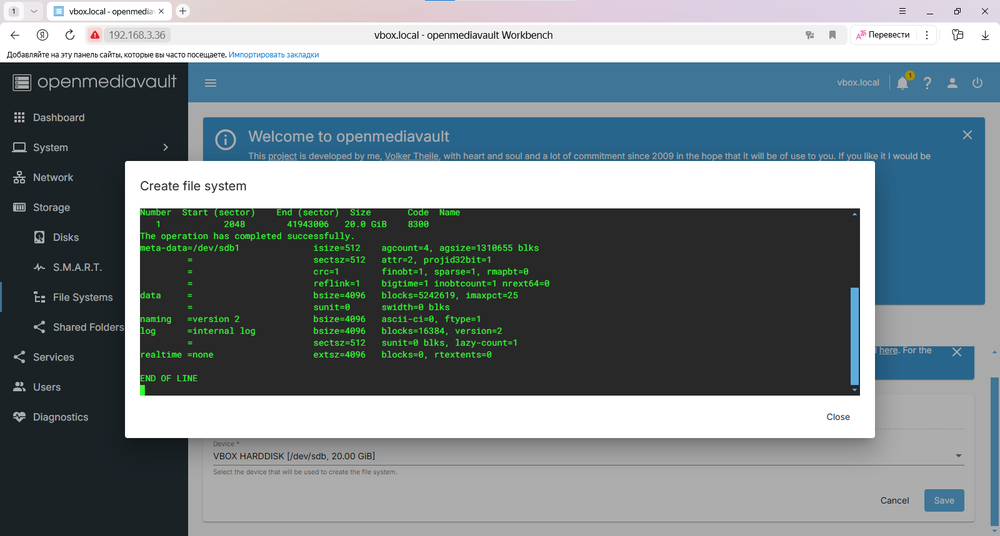 1
vbox.local - openmediav
192.168.3.36
vbox.local - openmediavault Workbench
Перевести
Добавляйте на эту панель сайты, которые вы часто посещаете. Импортировать закладки
openmediavault
vbox.local
1
Dashboard
System
Network
Storage
Disks
S.M.A.R.T.
File Systems
Shared Folders
Services
Users
Diagnostics
Welcome to openmediavault
This project is developed by me, Volker Theile, with heart and soul and a lot of commitment since 2009 in the hope that it will be of use to you. If you like it I would be
Create file system
Number Start (sector) End (sector) Size Code Name
1 2048 41943006 20.0 GiB 8300
The operation has completed successfully.
meta-data=/dev/sdb1 isize=512 agcount=4, agsize=1310655 blks
= sectsz=512 attr=2, projid32bit=1
= crc=1 finobt=1, sparse=1, rmapbt=0
= reflink=1 bigtime=1 inobtcount=1 nrext64=0
data = bsize=4096 blocks=5242619, imaxpct=25
= sunit=0 swidth=0 blks
naming =version 2 bsize=4096 ascii-ci=0, ftype=1
log =internal log bsize=4096 blocks=16384, version=2
= sectsz=512 sunit=0 blks, lazy-count=1
realtime =none extsz=4096 blocks=0, rtextents=0
END OF LINE
Close
here. For the
Device *
VBOX HARDDISK [/dev/sdb, 20.00 GiB]
Select the device that will be used to create the file system.
Cancel
Save